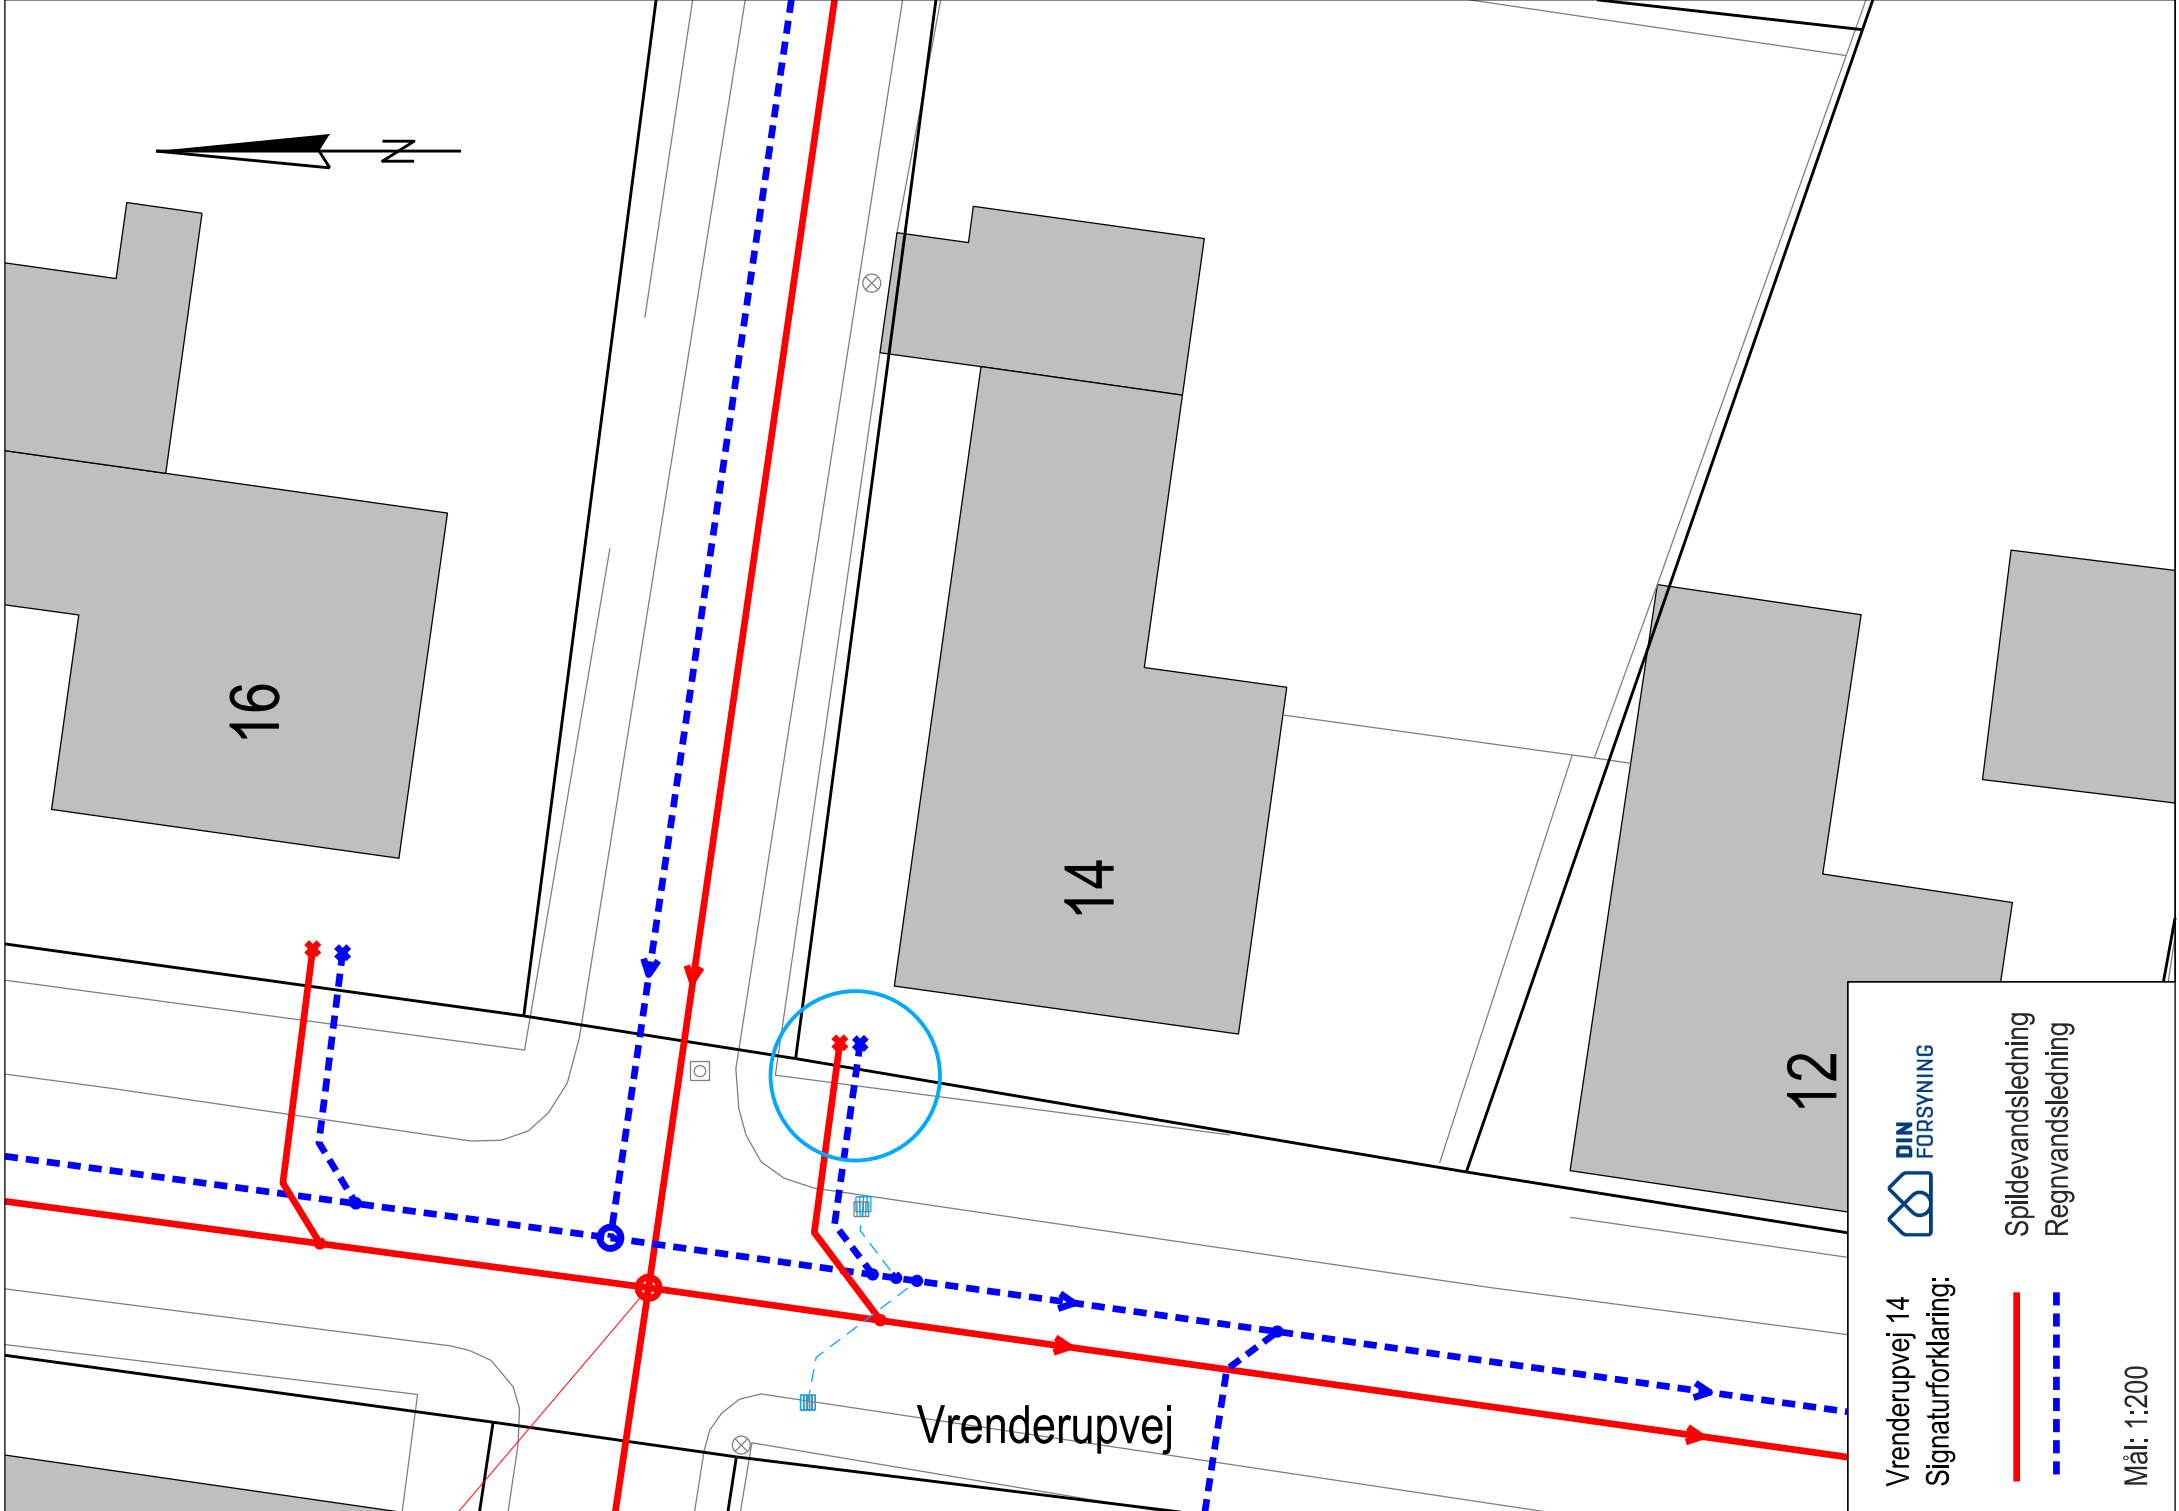 N
16
14
12
Vrenderupvej
DIN
FORSYNING
Vrenderupvej 14
Signaturforklaring:
Spildevandsledning
Regnvandsledning
Mål: 1:200